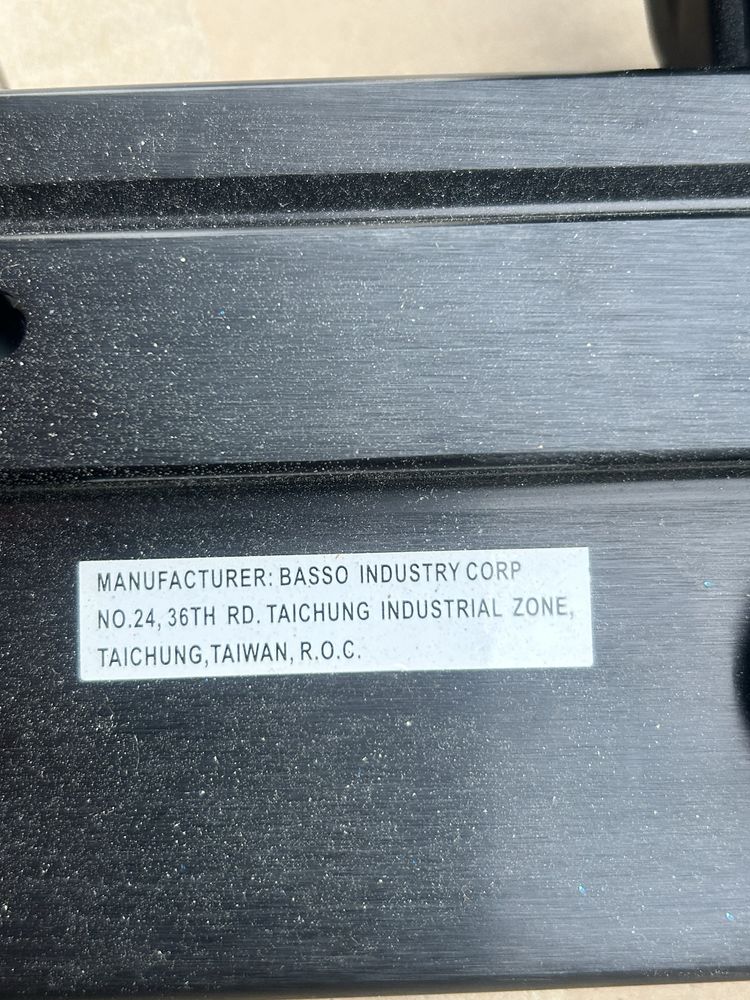 MANUFACTURER: BASSO INDUSTRY CORP
NO.24, 36TH RD. TAICHUNG INDUSTRIAL ZONE,
TAICHUNG,TAIWAN, R.O.C.